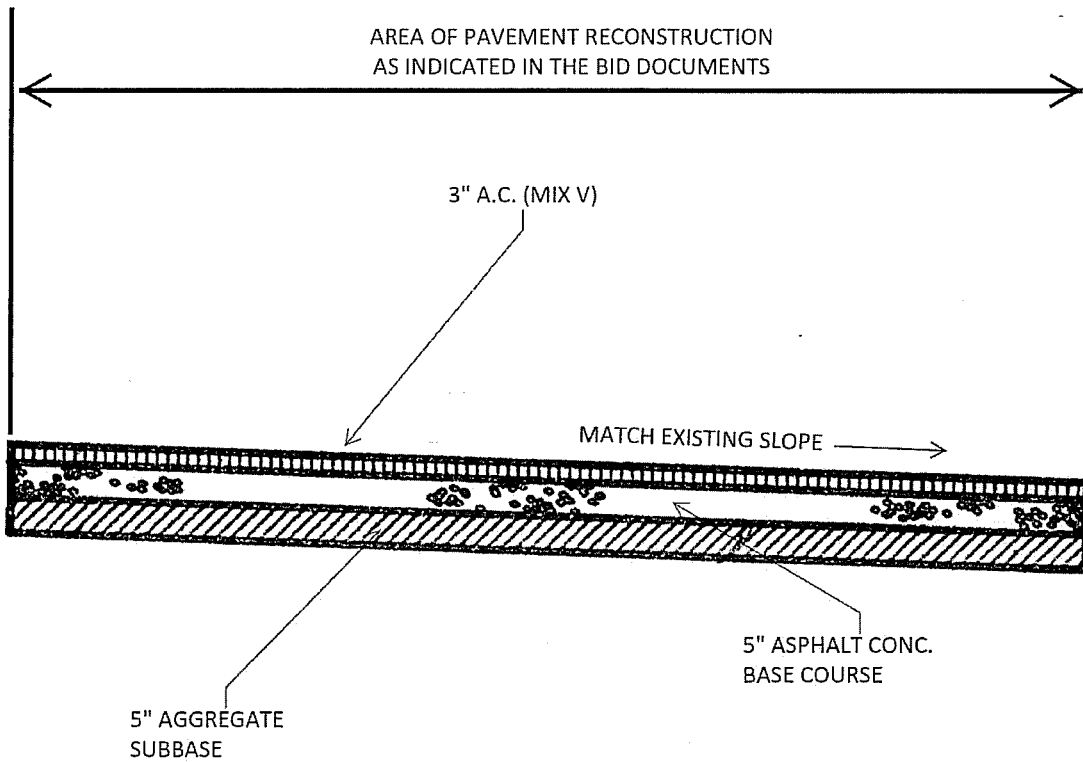 AREA OF PAVEMENT RECONSTRUCTION
AS INDICATED IN THE BID DOCUMENTS
3" A.C. (MIX V)
MATCH EXISTING SLOPE
5" ASPHALT CONC.
BASE COURSE
5" AGGREGATE
SUBBASE